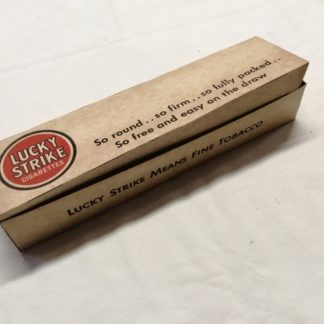 LUCKY
STRIKE
CIGARETTES
So round..so firm...so fully packed..
So free and easy on the draw
LUCKY STRIKE MEANS FINE TOBACCO